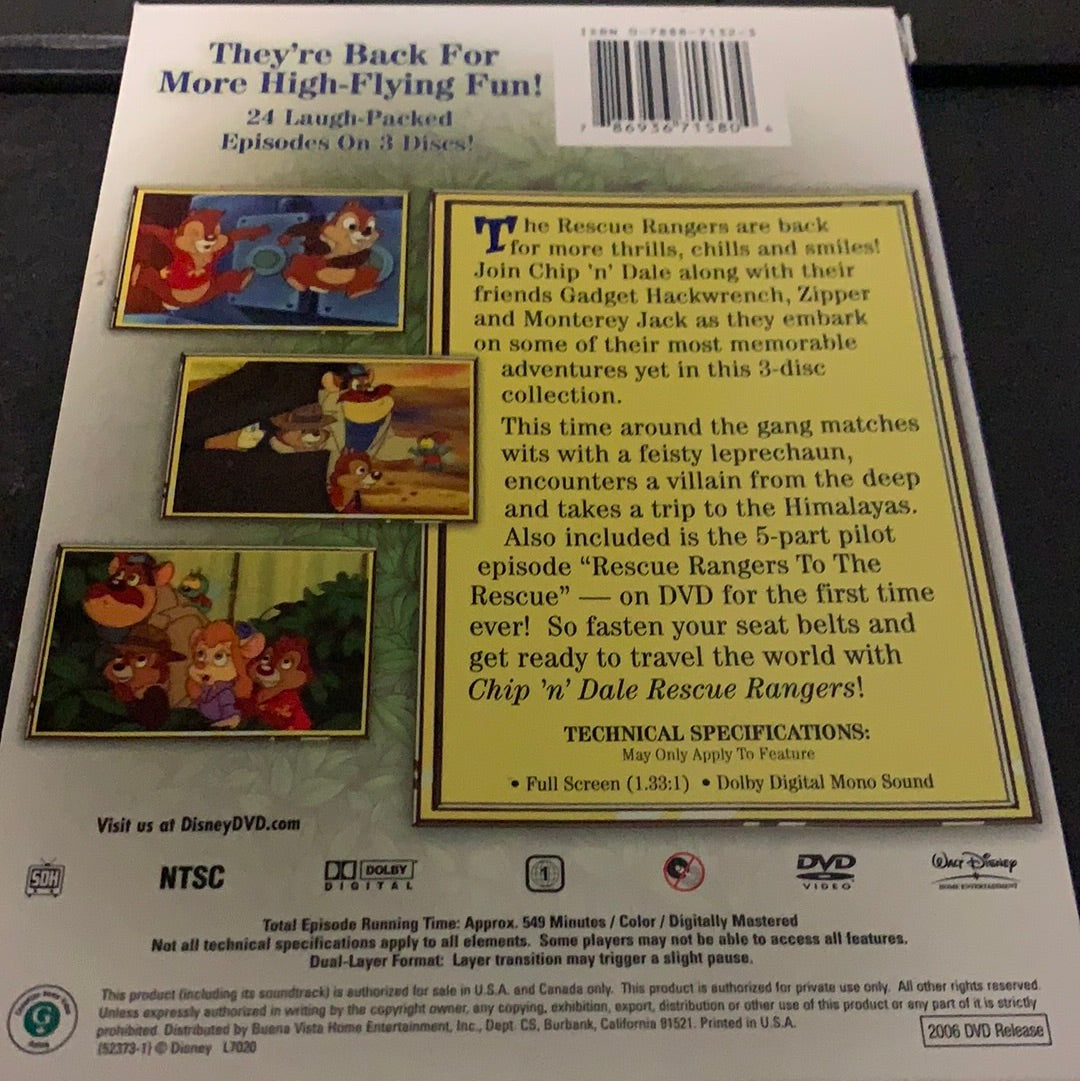 They're Back For
More High-Flying Fun!
24 Laugh-Packed
Episodes On 3 Discs!
ISBN 0-7888-7132-3
7 86936 71580 4
The Rescue Rangers are back
for more thrills, chills and smiles!
Join Chip 'n' Dale along with their
friends Gadget Hackwrench, Zipper
and Monterey Jack as they embark
on some of their most memorable
adventures yet in this 3-disc
collection.
This time around the gang matches
wits with a feisty leprechaun,
encounters a villain from the deep
and takes a trip to the Himalayas.
Also included is the 5-part pilot
episode “Rescue Rangers To The
Rescue” — on DVD for the first time
ever! So fasten your seat belts and
get ready to travel the world with
Chip 'n' Dale Rescue Rangers!
TECHNICAL SPECIFICATIONS:
May Only Apply To Feature
• Full Screen (1.33:1) • Dolby Digital Mono Sound
Visit us at DisneyDVD.com
SDH
NTSC
DOLBY
DIGITAL
1
DVD
VIDEO
Walt Disney
HOME ENTERTAINMENT
Total Episode Running Time: Approx. 549 Minutes / Color / Digitally Mastered
Not all technical specifications apply to all elements. Some players may not be able to access all features.
Dual-Layer Format: Layer transition may trigger a slight pause.
This product (including its soundtrack) is authorized for sale in U.S.A. and Canada only. This product is authorized for private use only. All other rights reserved.
Unless expressly authorized in writing by the copyright owner, any copying, exhibition, export, distribution or other use of this product or any part of it is strictly
prohibited. Distributed by Buena Vista Home Entertainment, Inc., Dept. CS, Burbank, California 91521. Printed in U.S.A.
(52373-1) © Disney L7020
G
2006 DVD Release